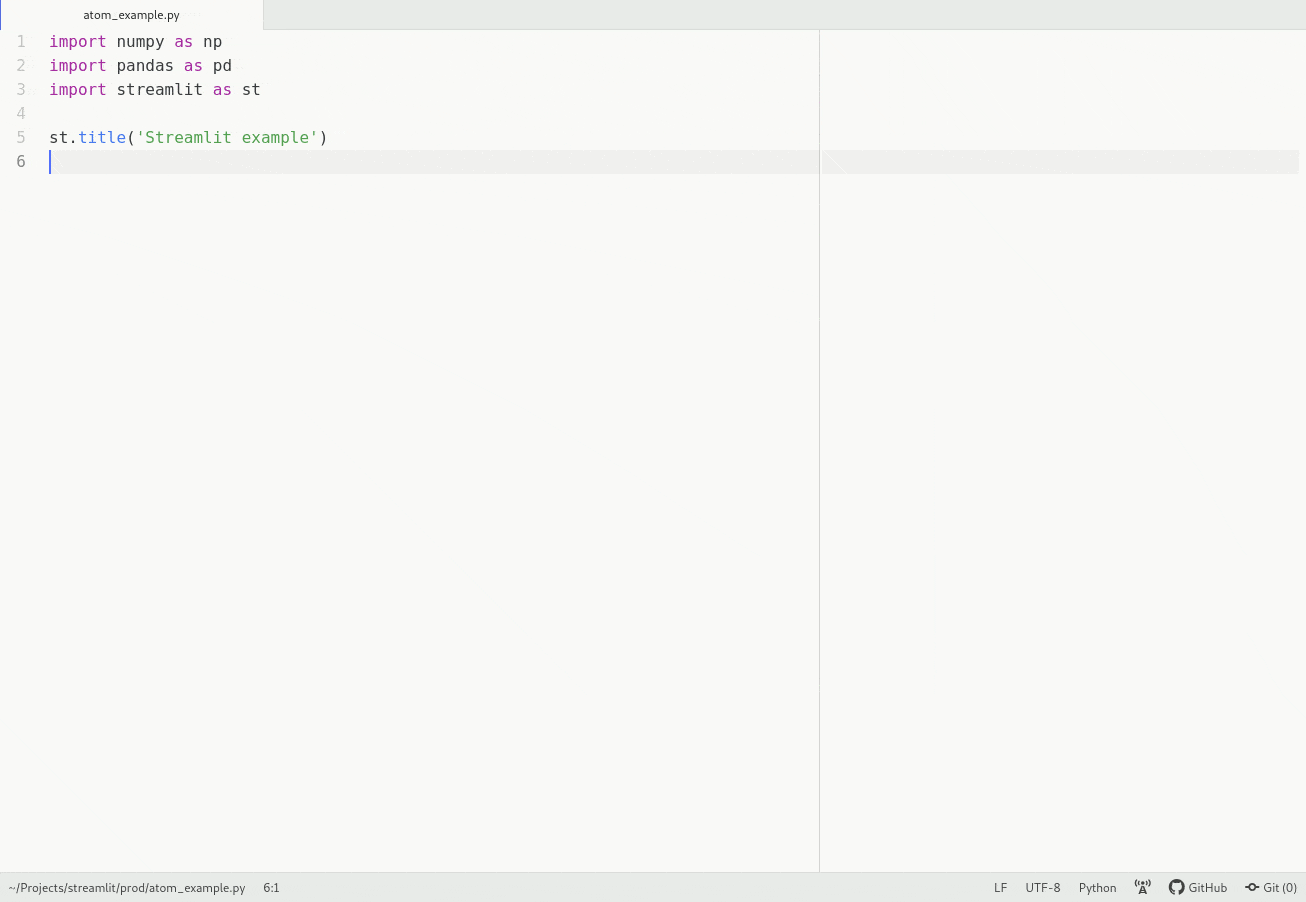 atom_example.py
1 import numpy as np
2 import pandas as pd
3 import streamlit as st
4
5 st.title('Streamlit example')
6
~/Projects/streamlit/prod/atom_example.py 6:1 LF UTF-8 Python GitHub Git (0)